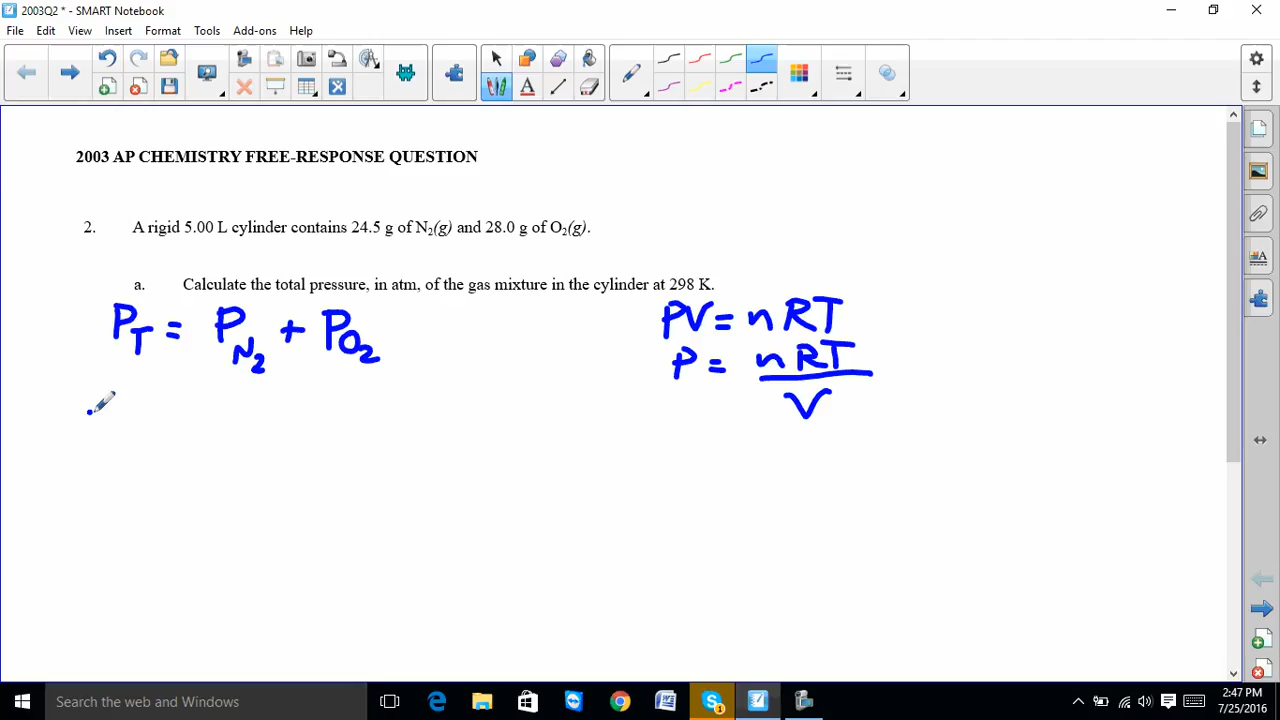 2003Q2 * - SMART Notebook
File Edit View Insert Format Tools Add-ons Help
2003 AP CHEMISTRY FREE-RESPONSE QUESTION
2. A rigid 5.00 L cylinder contains 24.5 g of N₂(g) and 28.0 g of O₂(g).
a. Calculate the total pressure, in atm, of the gas mixture in the cylinder at 298 K.
P_T = P_N₂ + P_O₂
PV = nRT
P = nRT
V
Search the web and Windows
2:47 PM
7/25/2016